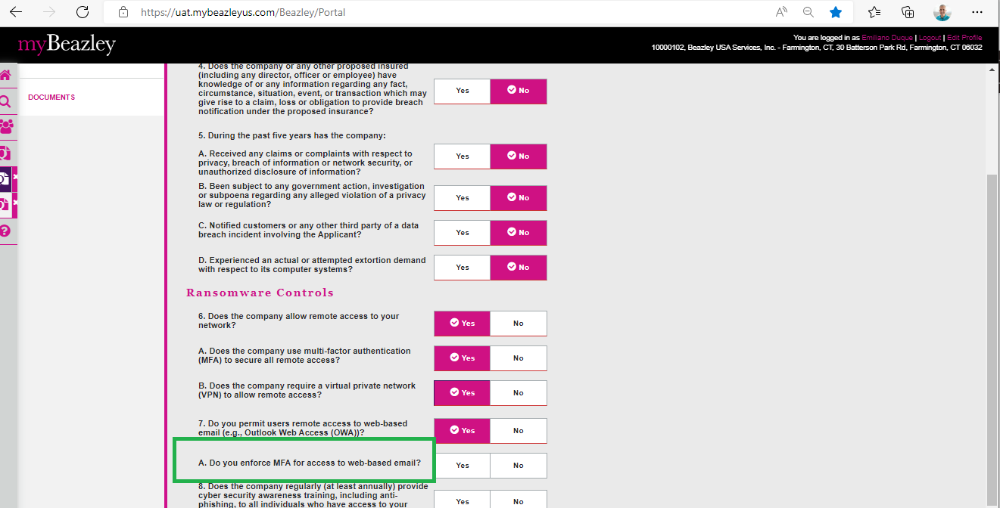 https://uat.mybeazleyus.com/Beazley/Portal
myBeazley
You are logged in as Emiliano Duque | Logout | Edit Profile
10000102, Beazley USA Services, Inc. - Farmington, CT, 30 Batterson Park Rd, Farmington, CT 06032
DOCUMENTS
4. Does the company or any other proposed insured
(including any director, officer or employee) have
knowledge of or any information regarding any fact,
circumstance, situation, event, or transaction which may
give rise to a claim, loss or obligation to provide breach
notification under the proposed insurance?
Yes No
5. During the past five years has the company:
A. Received any claims or complaints with respect to
privacy, breach of information or network security, or
unauthorized disclosure of information?
Yes No
B. Been subject to any government action, investigation
or subpoena regarding any alleged violation of a privacy
law or regulation?
Yes No
C. Notified customers or any other third party of a data
breach incident involving the Applicant?
Yes No
D. Experienced an actual or attempted extortion demand
with respect to its computer systems?
Yes No
Ransomware Controls
6. Does the company allow remote access to your
network?
Yes No
A. Does the company use multi-factor authentication
(MFA) to secure all remote access?
Yes No
B. Does the company require a virtual private network
(VPN) to allow remote access?
Yes No
7. Do you permit users remote access to web-based
email (e.g., Outlook Web Access (OWA))?
Yes No
A. Do you enforce MFA for access to web-based email?
Yes No
8. Does the company regularly (at least annually) provide
cyber security awareness training, including anti-
phishing, to all individuals who have access to your
Yes No